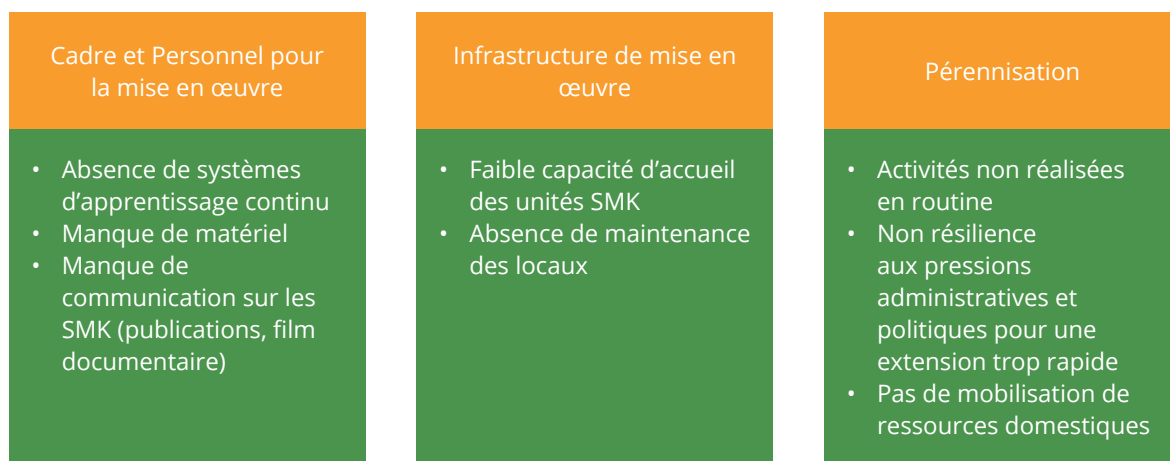 Cadre et Personnel pour
la mise en œuvre
• Absence de systèmes
d’apprentissage continu
• Manque de matériel
• Manque de
communication sur les
SMK (publications, film
documentaire)
Infrastructure de mise en
œuvre
• Faible capacité d’accueil
des unités SMK
• Absence de maintenance
des locaux
Pérennisation
• Activités non réalisées
en routine
• Non résilience
aux pressions
administratives et
politiques pour une
extension trop rapide
• Pas de mobilisation de
ressources domestiques